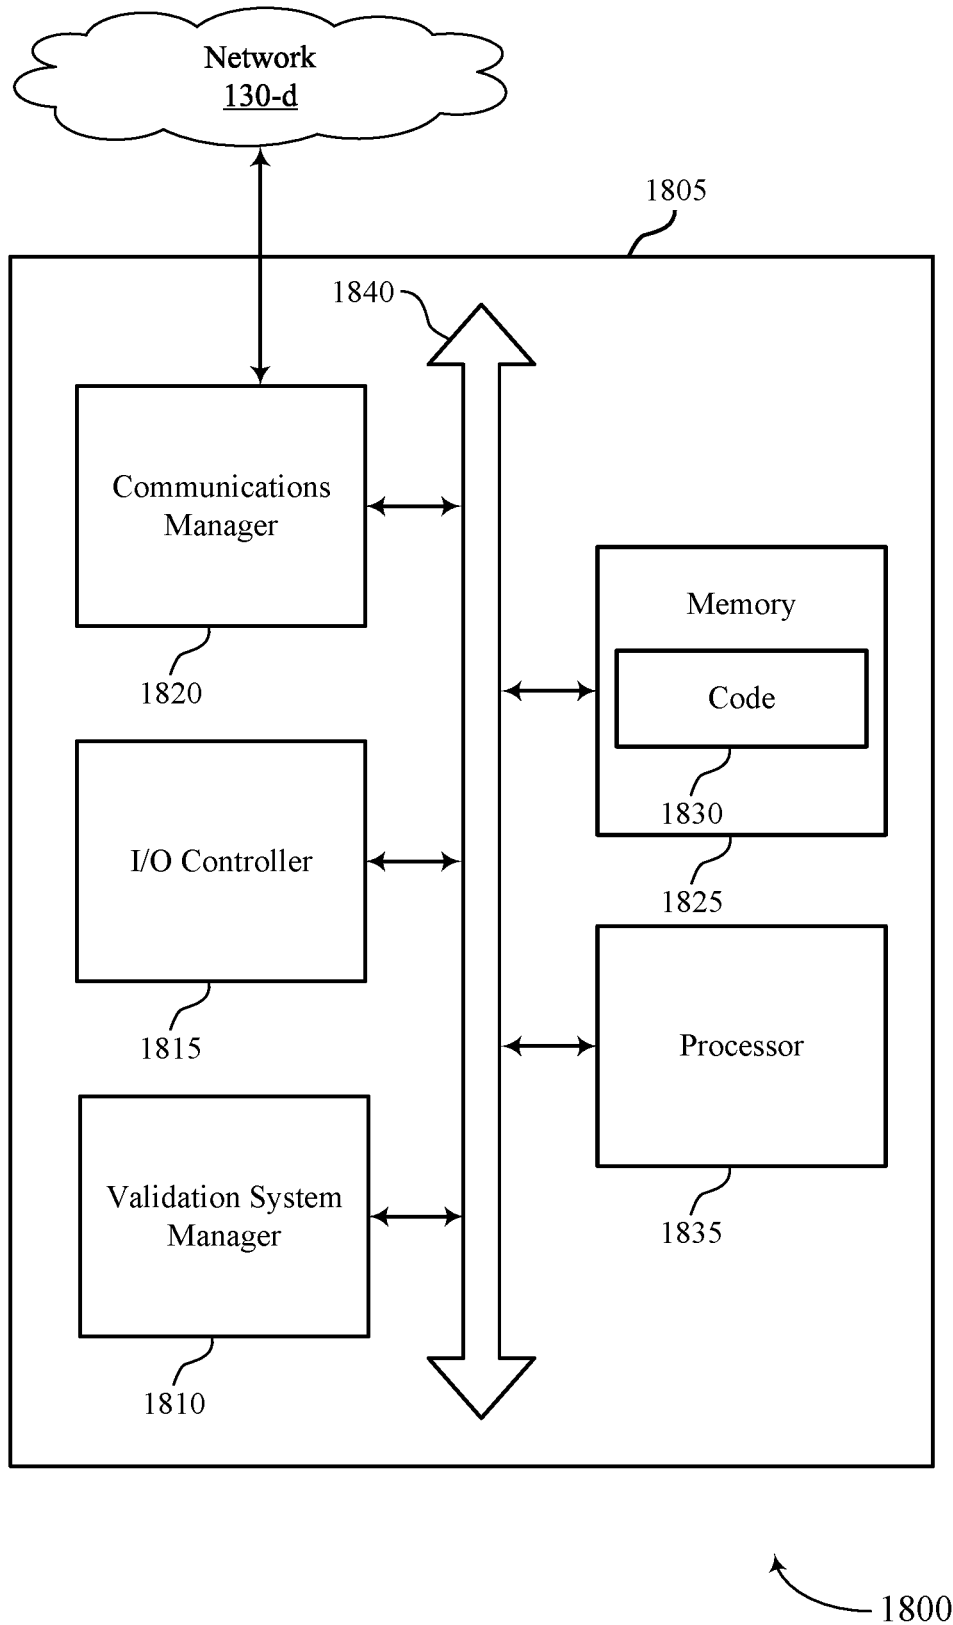 Network
130-d
1805
1840
Communications
Manager
1820
Memory
Code
1830
1825
I/O Controller
1815
Processor
1835
Validation System
Manager
1810
1800